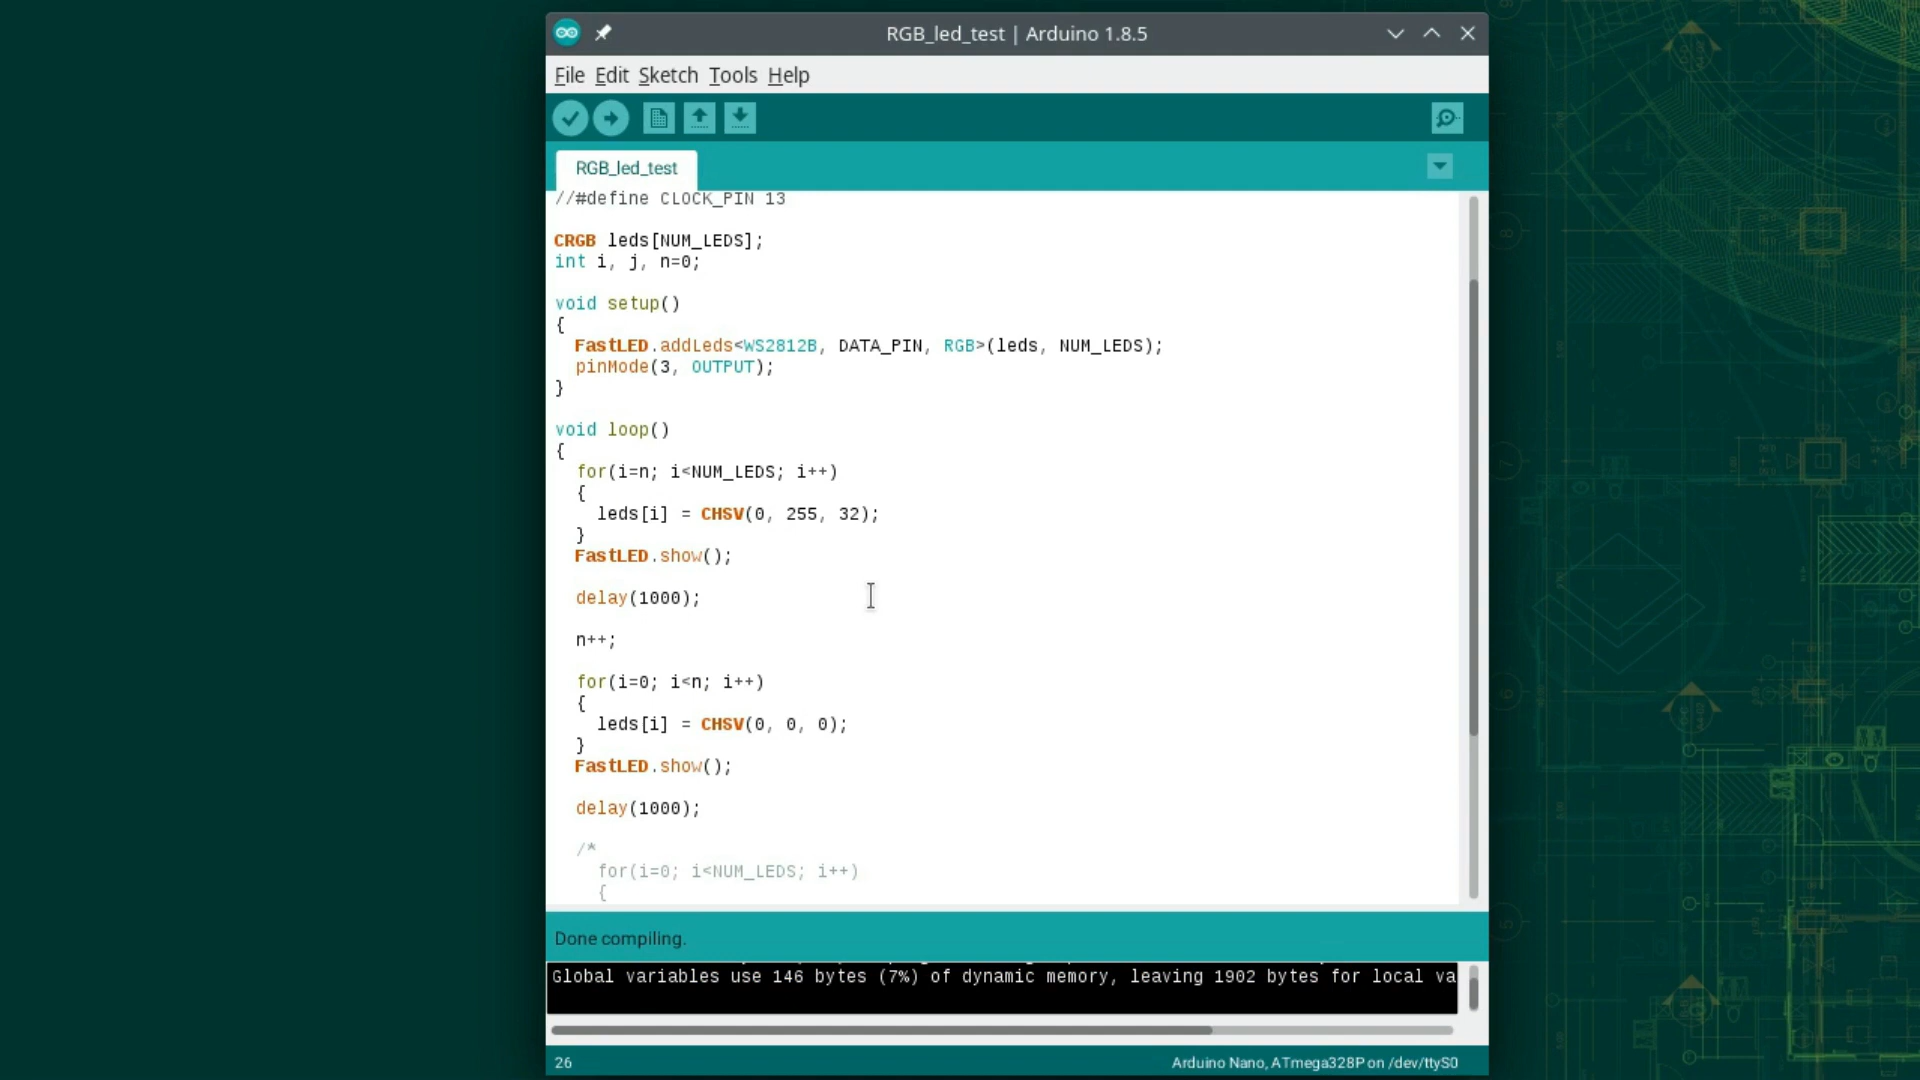 RGB_led_test | Arduino 1.8.5
File Edit Sketch Tools Help
RGB_led_test
//#define CLOCK_PIN 13
CRGB leds[NUM_LEDS];
int i, j, n=0;
void setup()
{
FastLED.addLeds<WS2812B, DATA_PIN, RGB>(leds, NUM_LEDS);
pinMode(3, OUTPUT);
}
void loop()
{
for(i=n; i<NUM_LEDS; i++)
{
leds[i] = CHSV(0, 255, 32);
}
FastLED.show();
delay(1000);
n++;
for(i=0; i<n; i++)
{
leds[i] = CHSV(0, 0, 0);
}
FastLED.show();
delay(1000);
/*
for(i=0; i<NUM_LEDS; i++)
{
Done compiling.
Global variables use 146 bytes (7%) of dynamic memory, leaving 1902 bytes for local va
26
Arduino Nano, ATmega328P on /dev/ttyS0